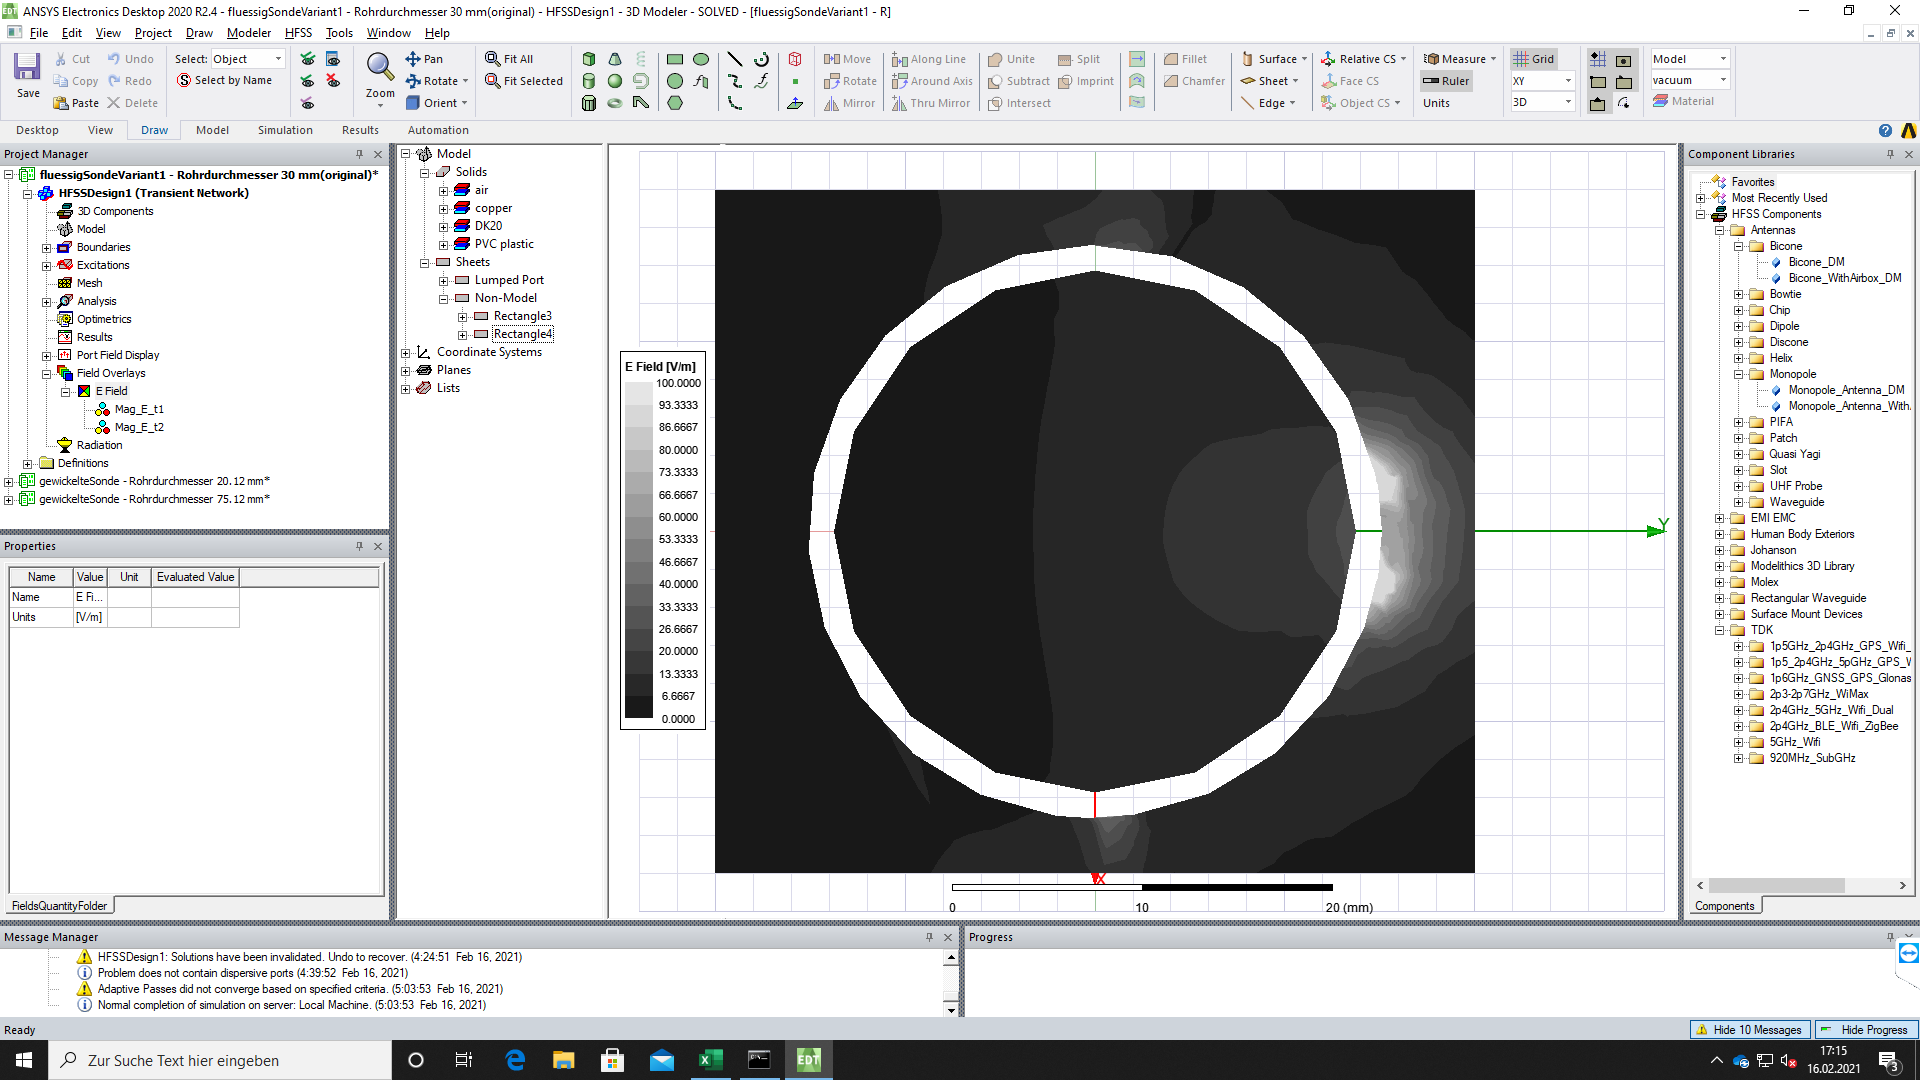 ANSYS Electronics Desktop 2020 R2.4 - fluessigSondeVariant1 - Rohrdurchmesser 30 mm(original) - HFSSDesign1 - 3D Modeler - SOLVED - [fluessigSondeVariant1 - R]
File Edit View Project Draw Modeler HFSS Tools Window Help
Save
Cut
Copy
Paste
Undo
Redo
Delete
Select: Object
Select by Name
Zoom
Pan
Rotate
Orient
Fit All
Fit Selected
Move
Rotate
Mirror
Along Line
Around Axis
Thru Mirror
Unite
Subtract
Intersect
Split
Imprint
Fillet
Chamfer
Surface
Sheet
Edge
Relative CS
Face CS
Object CS
Measure
Ruler
Units
Grid
XY
3D
Model
vacuum
Material
Desktop View Draw Model Simulation Results Automation
Project Manager
fluessigSondeVariant1 - Rohrdurchmesser 30 mm(original)*
HFSSDesign1 (Transient Network)
3D Components
Model
Boundaries
Excitations
Mesh
Analysis
Optimetrics
Results
Port Field Display
Field Overlays
E Field
Mag_E_t1
Mag_E_t2
Radiation
Definitions
gewickelteSonde - Rohrdurchmesser 20.12 mm*
gewickelteSonde - Rohrdurchmesser 75.12 mm*
Properties
Name Value Unit Evaluated Value
Name E Fi...
Units [V/m]
FieldsQuantityFolder
Model
Solids
air
copper
DK20
PVC plastic
Sheets
Lumped Port
Non-Model
Rectangle3
Rectangle4
Coordinate Systems
Planes
Lists
E Field [V/m]
100.0000
93.3333
86.6667
80.0000
73.3333
66.6667
60.0000
53.3333
46.6667
40.0000
33.3333
26.6667
20.0000
13.3333
6.6667
0.0000
Y
X
0 10 20 (mm)
Component Libraries
Favorites
Most Recently Used
HFSS Components
Antennas
Bicone
Bicone_DM
Bicone_WithAirbox_DM
Bowtie
Chip
Dipole
Discone
Helix
Monopole
Monopole_Antenna_DM
Monopole_Antenna_With.
PIFA
Patch
Quasi Yagi
Slot
UHF Probe
Waveguide
EMI EMC
Human Body Exteriors
Johanson
Modelithics 3D Library
Molex
Rectangular Waveguide
Surface Mount Devices
TDK
1p5GHz_2p4GHz_GPS_Wifi_
1p5_2p4GHz_5pGHz_GPS_V
1p6GHz_GNSS_GPS_Glonas
2p3-2p7GHz_WiMax
2p4GHz_5GHz_Wifi_Dual
2p4GHz_BLE_Wifi_ZigBee
5GHz_Wifi
920MHz_SubGHz
Components
Message Manager
HFSSDesign1: Solutions have been invalidated. Undo to recover. (4:24:51 Feb 16, 2021)
Problem does not contain dispersive ports (4:39:52 Feb 16, 2021)
Adaptive Passes did not converge based on specified criteria. (5:03:53 Feb 16, 2021)
Normal completion of simulation on server: Local Machine. (5:03:53 Feb 16, 2021)
Progress
Ready
Hide 10 Messages
Hide Progress
Zur Suche Text hier eingeben
EDT
17:15
16.02.2021
3